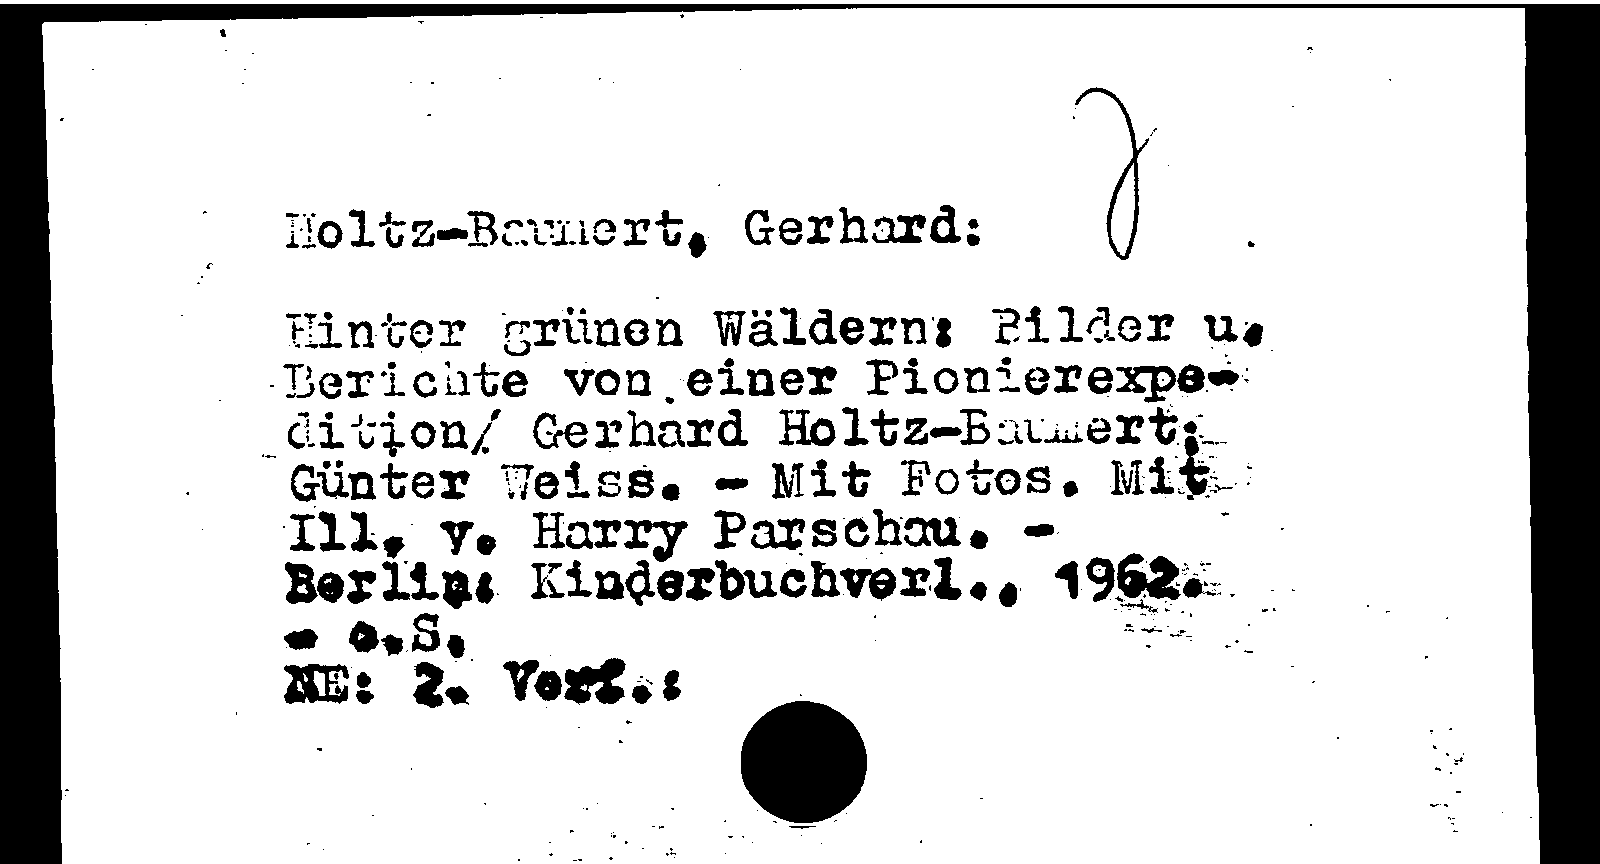 Holtz-Baumert, Gerhard:
Hinter grünen Wäldern: Bilder u.
Berichte von einer Pionierexpe-
dition/ Gerhard Holtz-Baumert;
Günter Weiss. - Mit Fotos. Mit
Ill. v. Harry Parschau. -
Berlin: Kinderbuchverl., 1962.
- o.S.
NE: 2. Verf.: